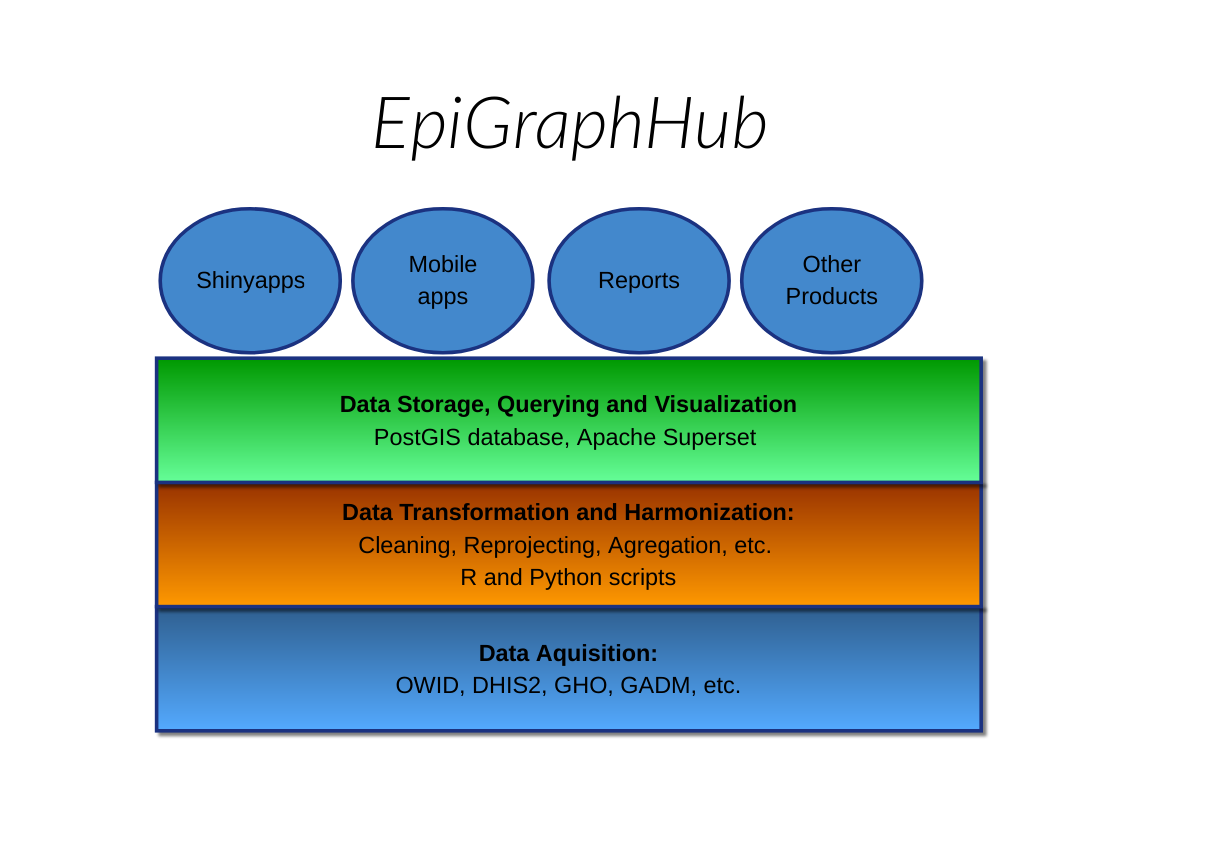 EpiGraphHub
Shinyapps
Mobile
apps
Reports
Other
Products
Data Storage, Querying and Visualization
PostGIS database, Apache Superset
Data Transformation and Harmonization:
Cleaning, Reprojecting, Agregation, etc.
R and Python scripts
Data Aquisition:
OWID, DHIS2, GHO, GADM, etc.